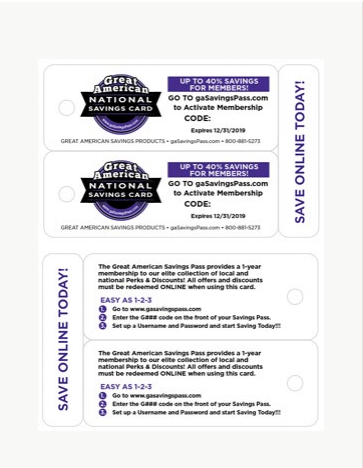 Great
American
NATIONAL
SAVINGS CARD
UP TO 40% SAVINGS
FOR MEMBERS!
GO TO gaSavingsPass.com
to Activate Membership
CODE:
Expires 12/31/2019
GREAT AMERICAN SAVINGS PRODUCTS • gaSavingsPass.com • 800-881-5273
Great
American
NATIONAL
SAVINGS CARD
UP TO 40% SAVINGS
FOR MEMBERS!
GO TO gaSavingsPass.com
to Activate Membership
CODE:
Expires 12/31/2019
GREAT AMERICAN SAVINGS PRODUCTS • gaSavingsPass.com • 800-881-5273
SAVE ONLINE TODAY!
SAVE ONLINE TODAY!
The Great American Savings Pass provides a 1-year
membership to our elite collection of local and
national Perks & Discounts! All offers and discounts
must be redeemed ONLINE when using this card.
EASY AS 1-2-3
1. Go to www.gasavingspass.com
2. Enter the G### code on the front of your Savings Pass.
3. Set up a Username and Password and start Saving Today!!!
The Great American Savings Pass provides a 1-year
membership to our elite collection of local and
national Perks & Discounts! All offers and discounts
must be redeemed ONLINE when using this card.
EASY AS 1-2-3
1. Go to www.gasavingspass.com
2. Enter the G### code on the front of your Savings Pass.
3. Set up a Username and Password and start Saving Today!!!